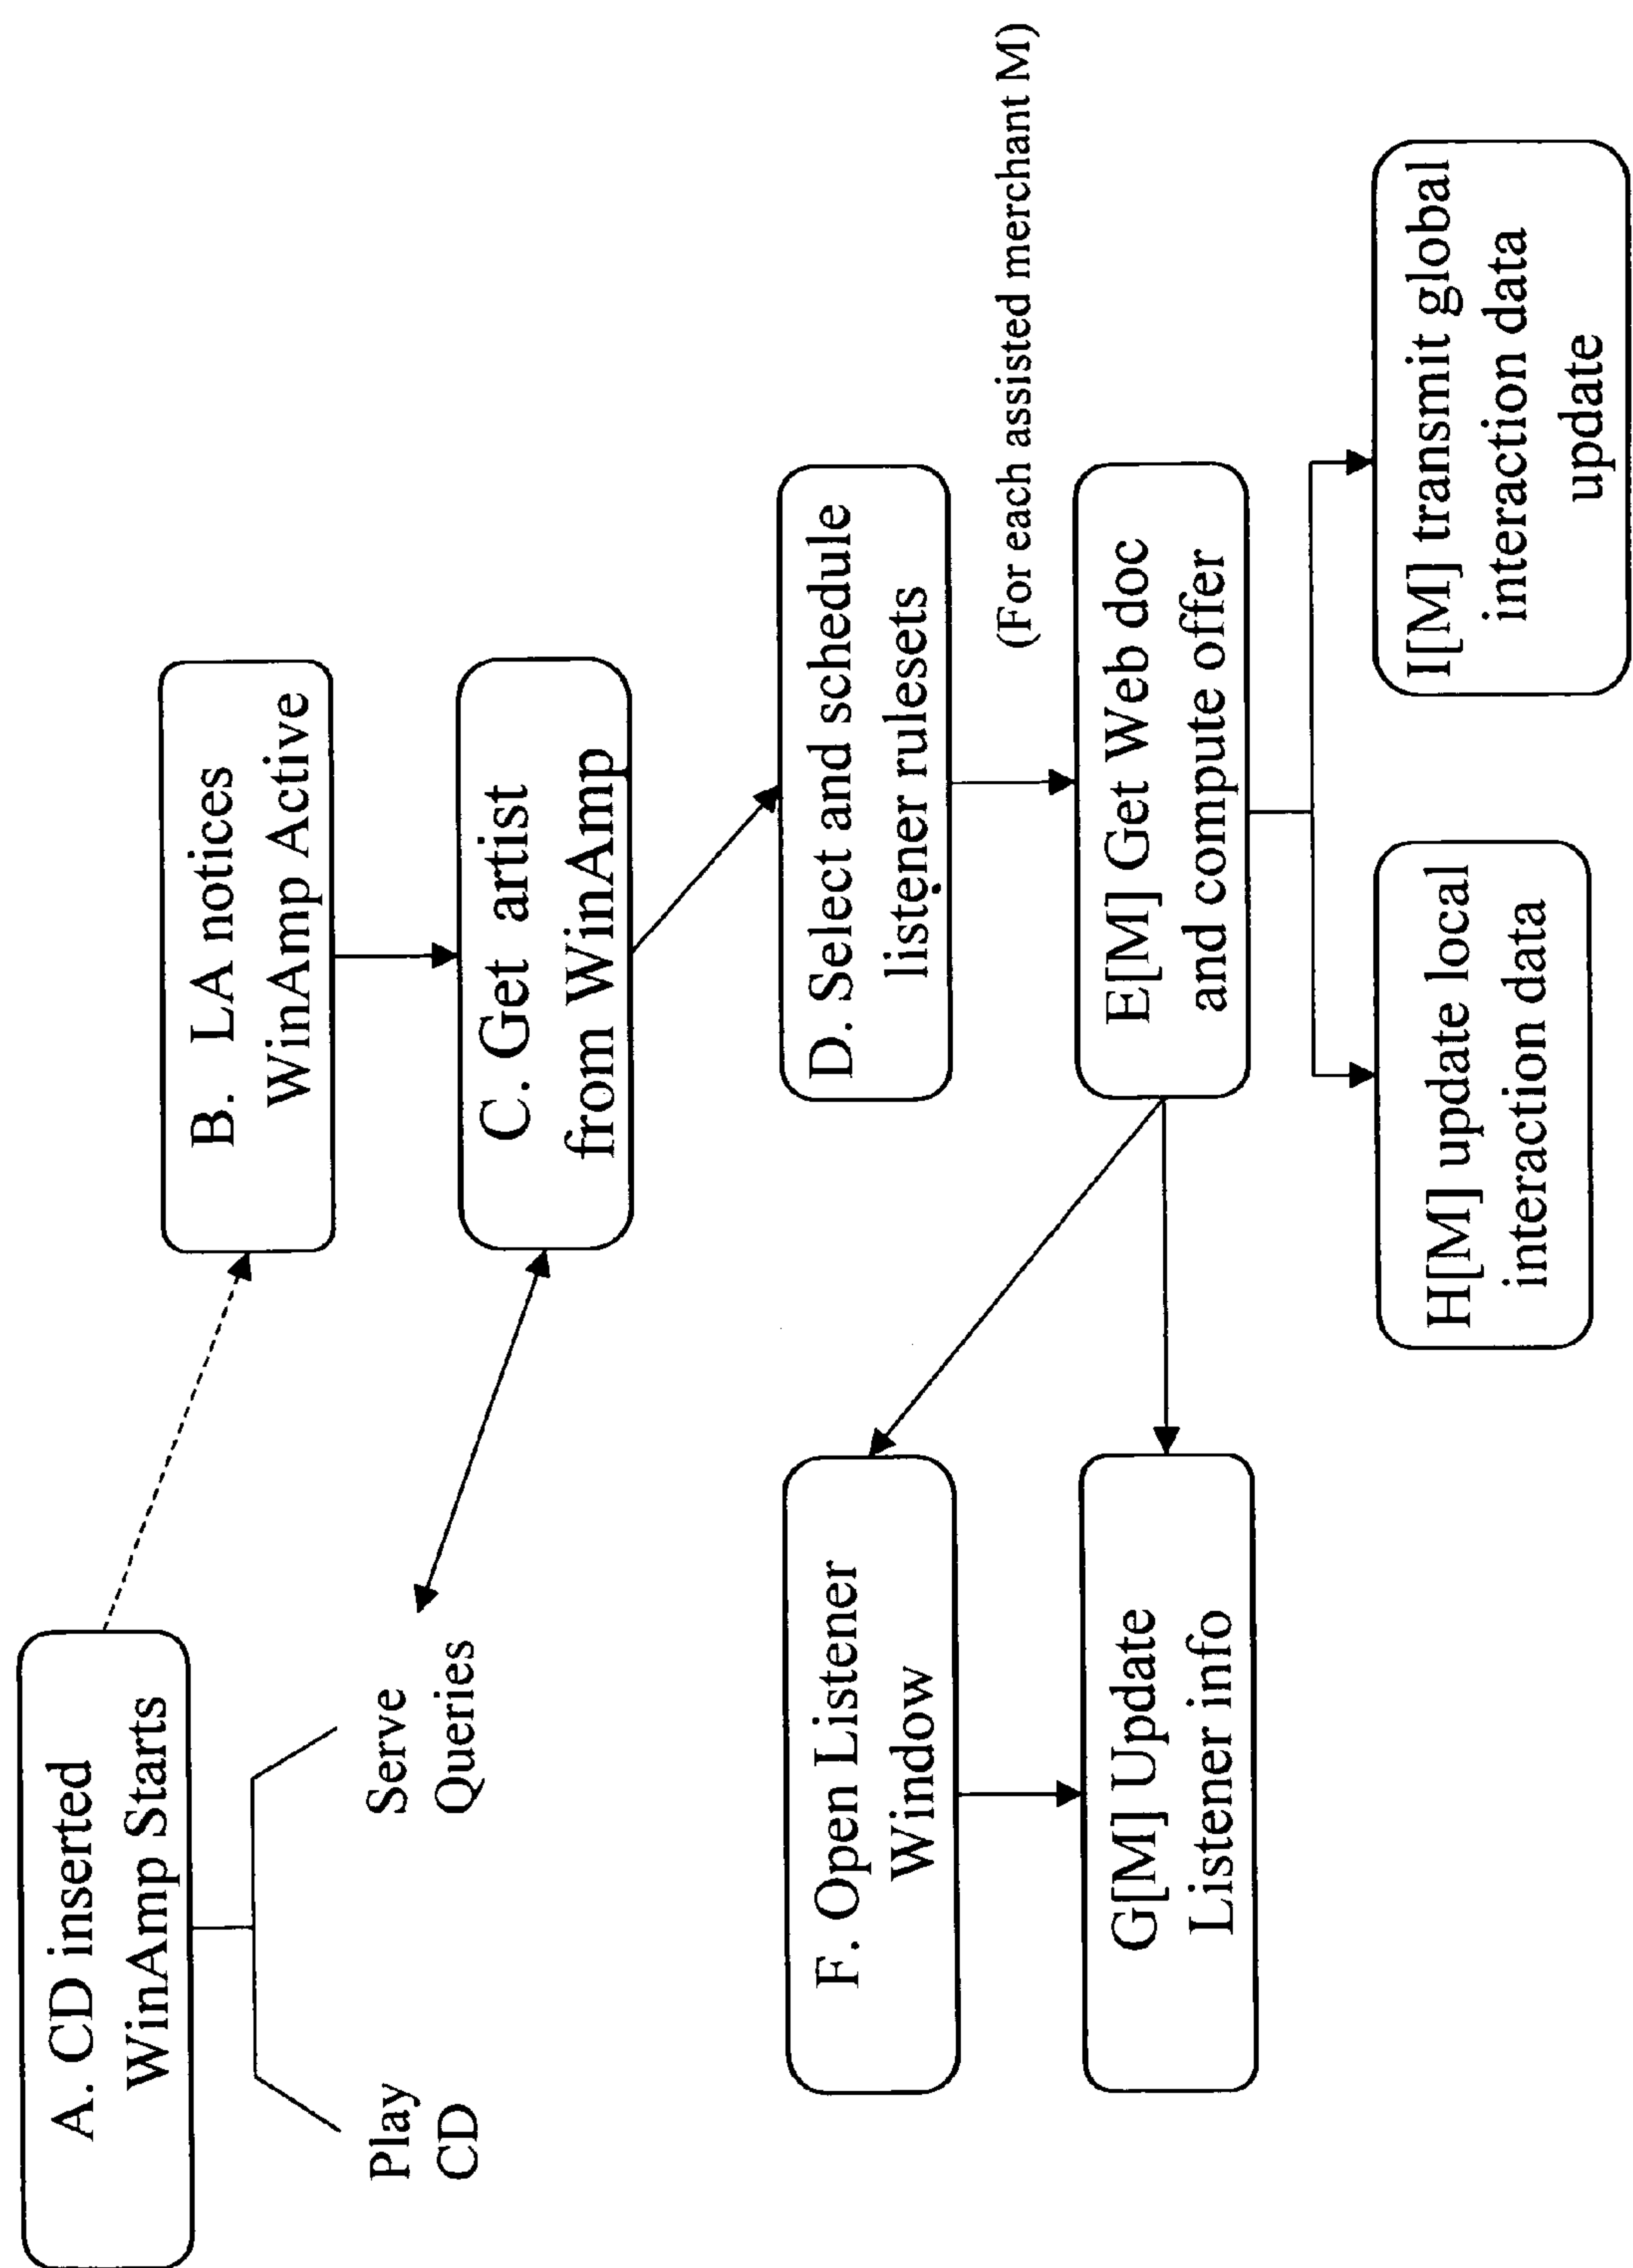 A. CD inserted
WinAmp Starts
Play
CD
Serve
Queries
B. LA notices
WinAmp Active
C. Get artist
from WinAmp
D. Select and schedule
listener rulesets
(For each assisted merchant M)
E[M] Get Web doc
and compute offer
F. Open Listener
Window
G[M] Update
Listener info
H[M] update local
interaction data
I[M] transmit global
interaction data
update